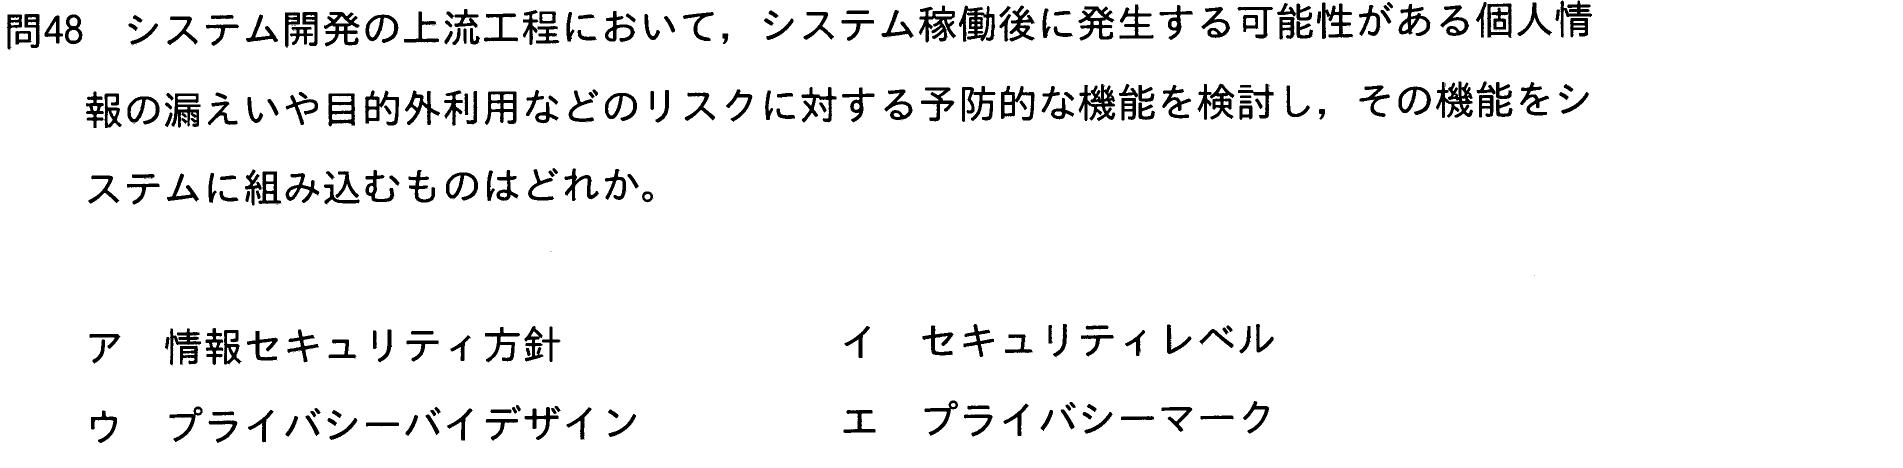 問48 システム開発の上流工程において，システム稼働後に発生する可能性がある個人情
報の漏えいや目的外利用などのリスクに対する予防的な機能を検討し，その機能をシ
ステムに組み込むものはどれか。
ア 情報セキュリティ方針 イ セキュリティレベル
ウ プライバシーバイデザイン エ プライバシーマーク